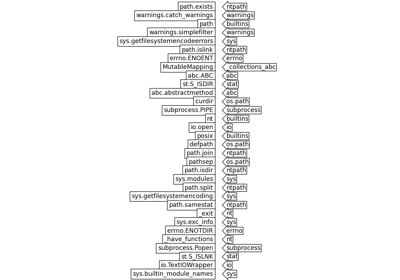 path.exists ntpath
warnings.catch_warnings warnings
path builtins
warnings.simplefilter warnings
sys.getfilesystemencodeerrors sys
path.islink ntpath
errno.ENOENT errno
MutableMapping _collections_abc
abc.ABC abc
st.S_ISDIR stat
abc.abstractmethod abc
curdir os.path
subprocess.PIPE subprocess
nt builtins
io.open io
posix builtins
defpath os.path
path.join ntpath
pathsep os.path
path.isdir ntpath
sys.modules sys
path.split ntpath
sys.getfilesystemencoding sys
path.samestat ntpath
_exit nt
sys.exc_info sys
errno.ENOTDIR errno
_have_functions nt
subprocess.Popen subprocess
st.S_ISLNK stat
io.TextIOWrapper io
sys.builtin_module_names sys